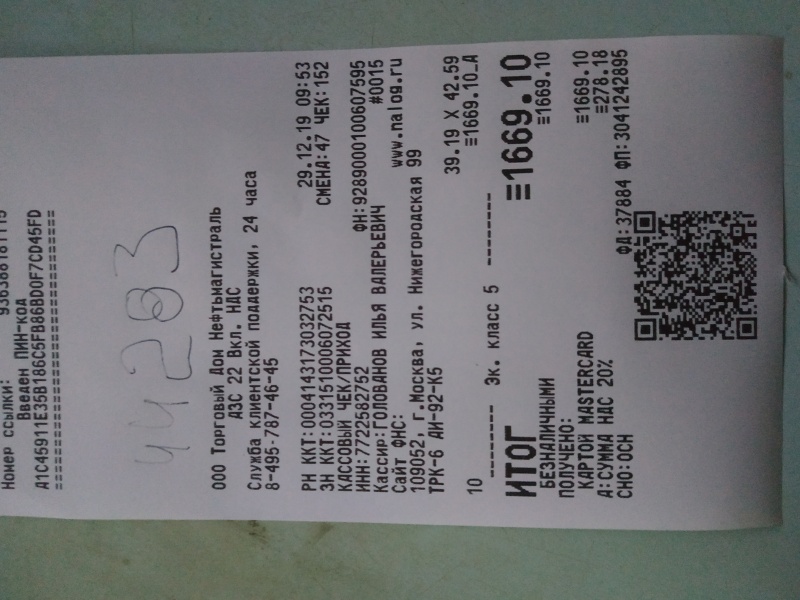 Номер ссылки: 936388181115
Введен ПИН-код
A1C45911E35B186C5FB86BD0F7CD45FD
================================
44203
ООО Торговый Дом Нефтьмагистраль
АЗС 22 Вкл. НДС
Служба клиентской поддержки, 24 часа
8-495-787-46-45
РН ККТ:0004143173032753 29.12.19 09:53
ЗН ККТ:0331510006072515 СМЕНА:47 ЧЕК:152
КАССОВЫЙ ЧЕК/ПРИХОД
ИНН:7722582752 ФН:9289000100607595
Кассир:ГОЛОВАНОВ ИЛЬЯ ВАЛЕРЬЕВИЧ #0015
Сайт ФНС: www.nalog.ru
109052, г.Москва, ул. Нижегородская 99
ТРК-6 АИ-92-К5
39.19 X 42.59
10 ≡1669.10_А
-------- Эк. класс 5 --------
ИТОГ ≡1669.10
БЕЗНАЛИЧНЫМИ ≡1669.10
ПОЛУЧЕНО:
КАРТОЙ MASTERCARD ≡1669.10
А:СУММА НДС 20% ≡278.18
СНО:ОСН ФД:37884 ФП:3041242895